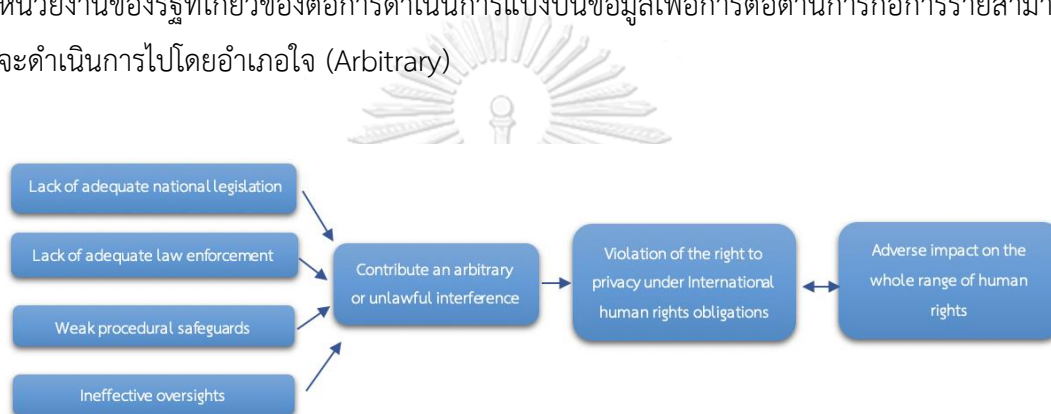 หน่วยงานของรัฐที่เกี่ยวข้องต่อการดำเนินการแบ่งปันข้อมูลเพื่อการต่อต้านการก่อการร้ายสามา
จะดำเนินการไปโดยอำเภอใจ (Arbitrary)
Lack of adequate national legislation
Lack of adequate law enforcement
Weak procedural safeguards
Ineffective oversights
Contribute an arbitrary
or unlawful interference
Violation of the right to
privacy under International
human rights obligations
Adverse impact on the
whole range of human
rights